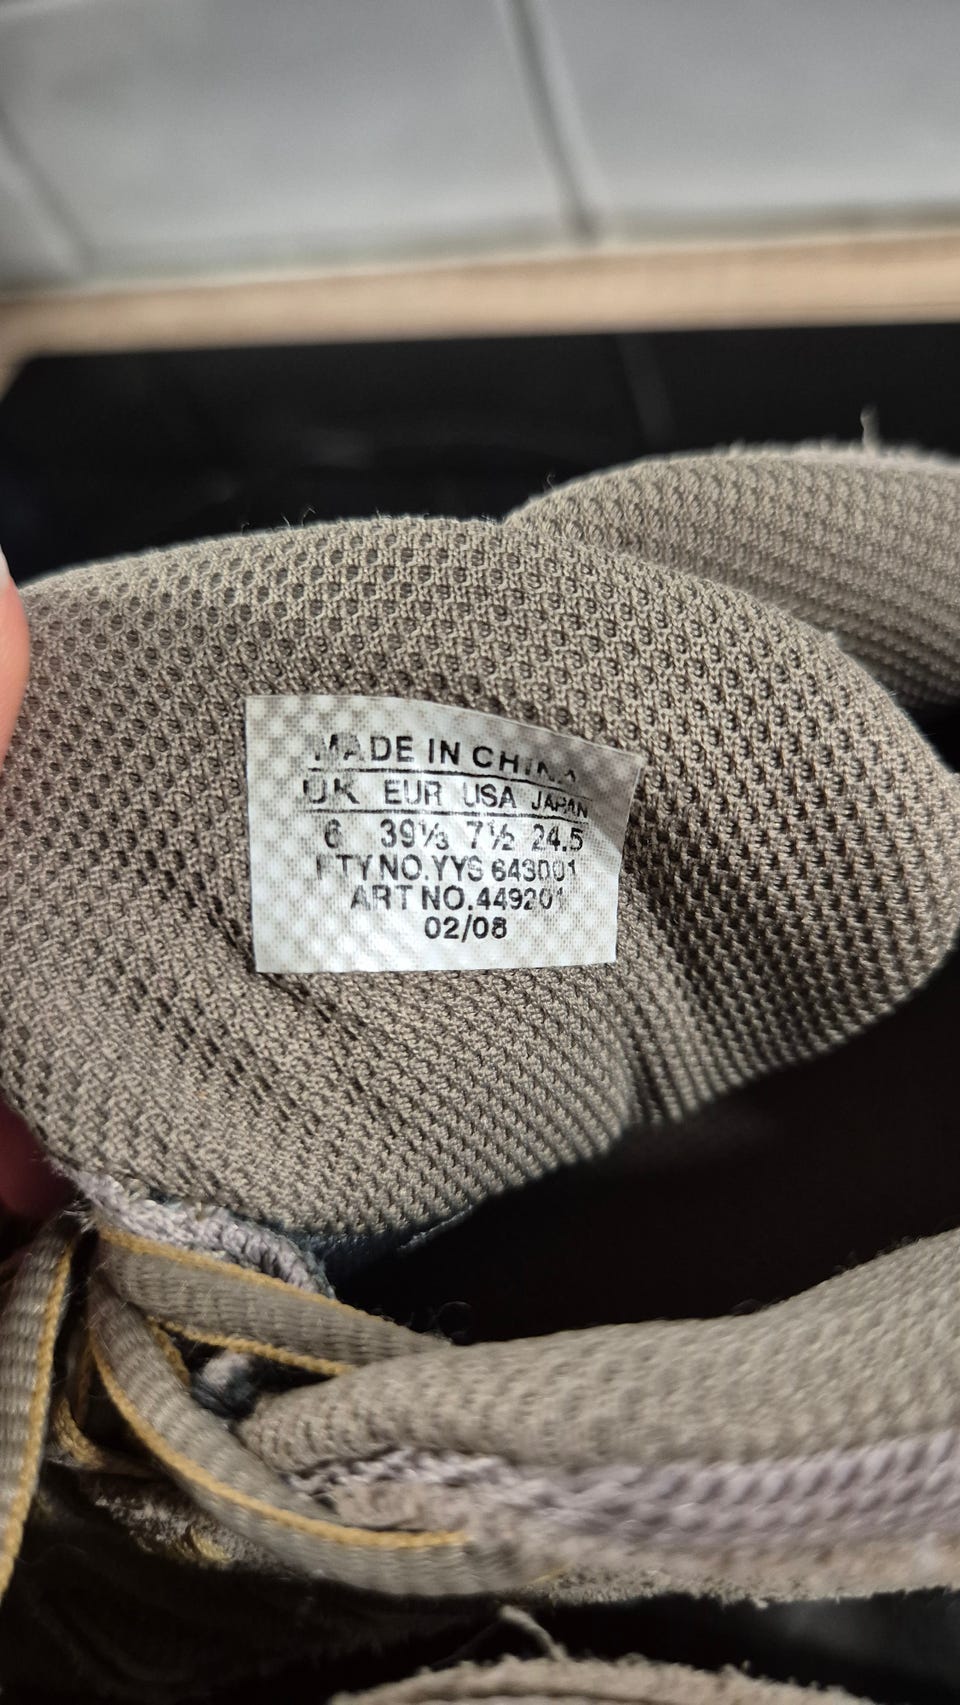 MADE IN CHINA
UK EUR USA JAPAN
6 39⅓ 7½ 24.5
FTY NO.YYS 643001
ART NO.449201
02/08